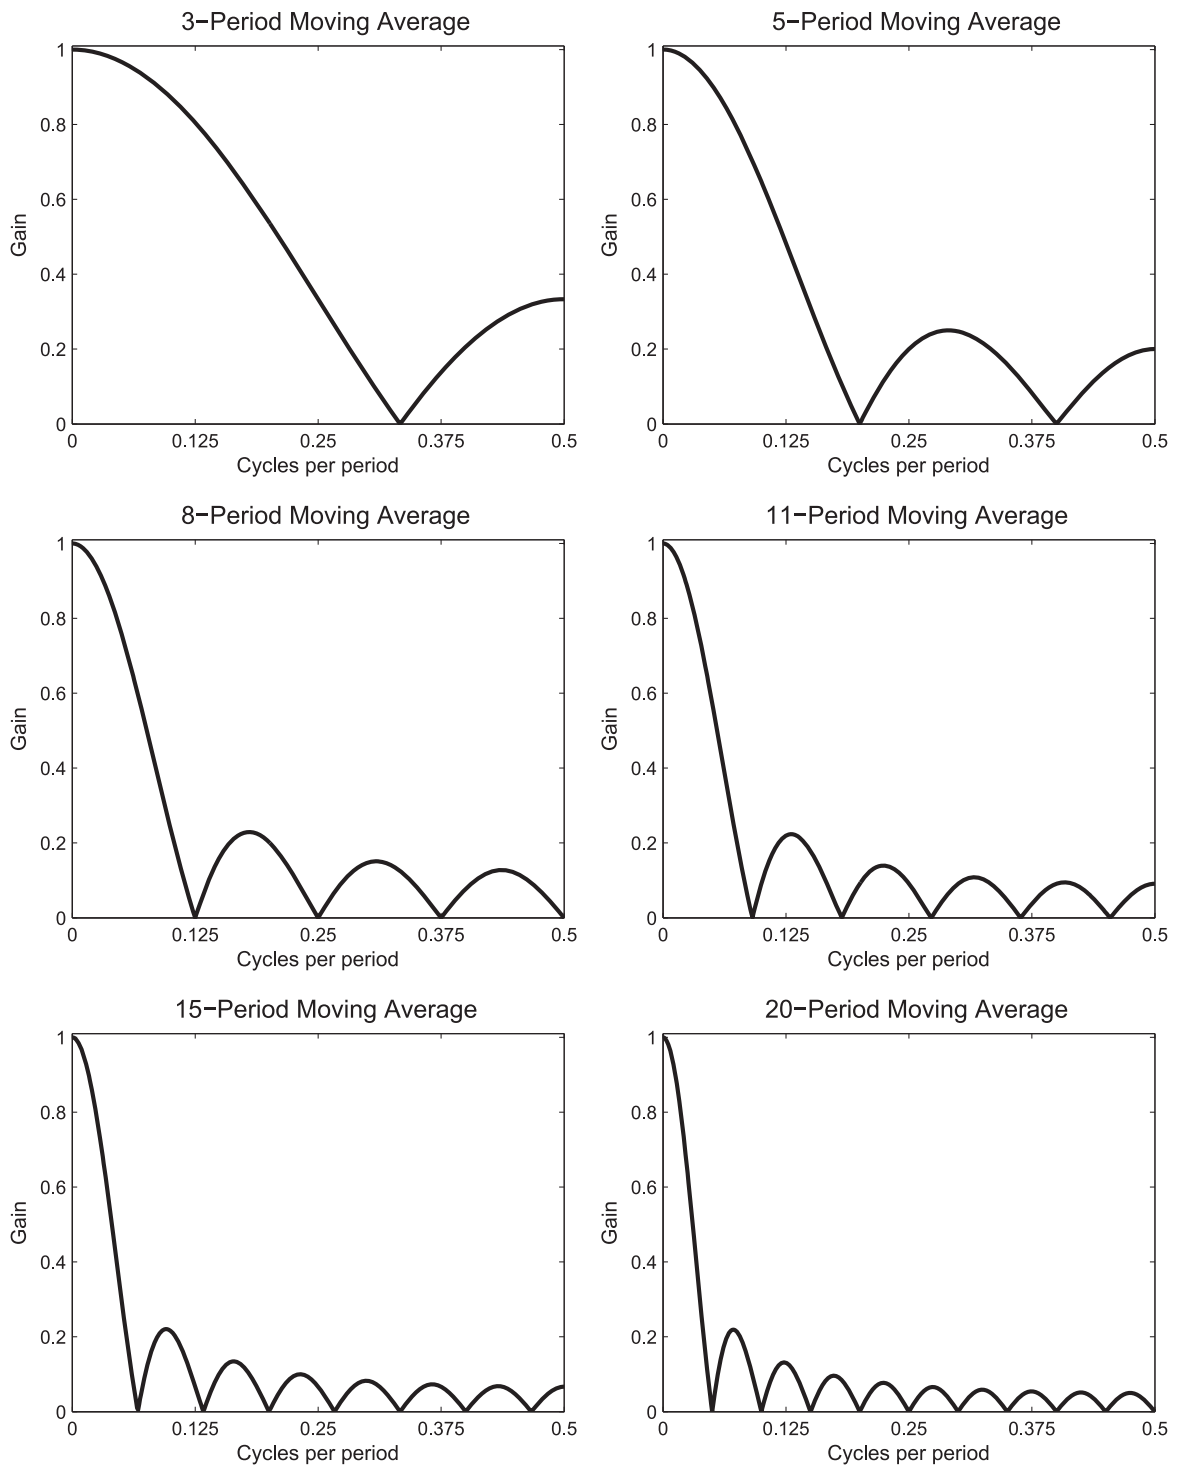 3−Period Moving Average
1
0.8
0.6
0.4
0.2
0
Gain
0 0.125 0.25 0.375 0.5
Cycles per period
5−Period Moving Average
1
0.8
0.6
0.4
0.2
0
Gain
0 0.125 0.25 0.375 0.5
Cycles per period
8−Period Moving Average
1
0.8
0.6
0.4
0.2
0
Gain
0 0.125 0.25 0.375 0.5
Cycles per period
11−Period Moving Average
1
0.8
0.6
0.4
0.2
0
Gain
0 0.125 0.25 0.375 0.5
Cycles per period
15−Period Moving Average
1
0.8
0.6
0.4
0.2
0
Gain
0 0.125 0.25 0.375 0.5
Cycles per period
20−Period Moving Average
1
0.8
0.6
0.4
0.2
0
Gain
0 0.125 0.25 0.375 0.5
Cycles per period